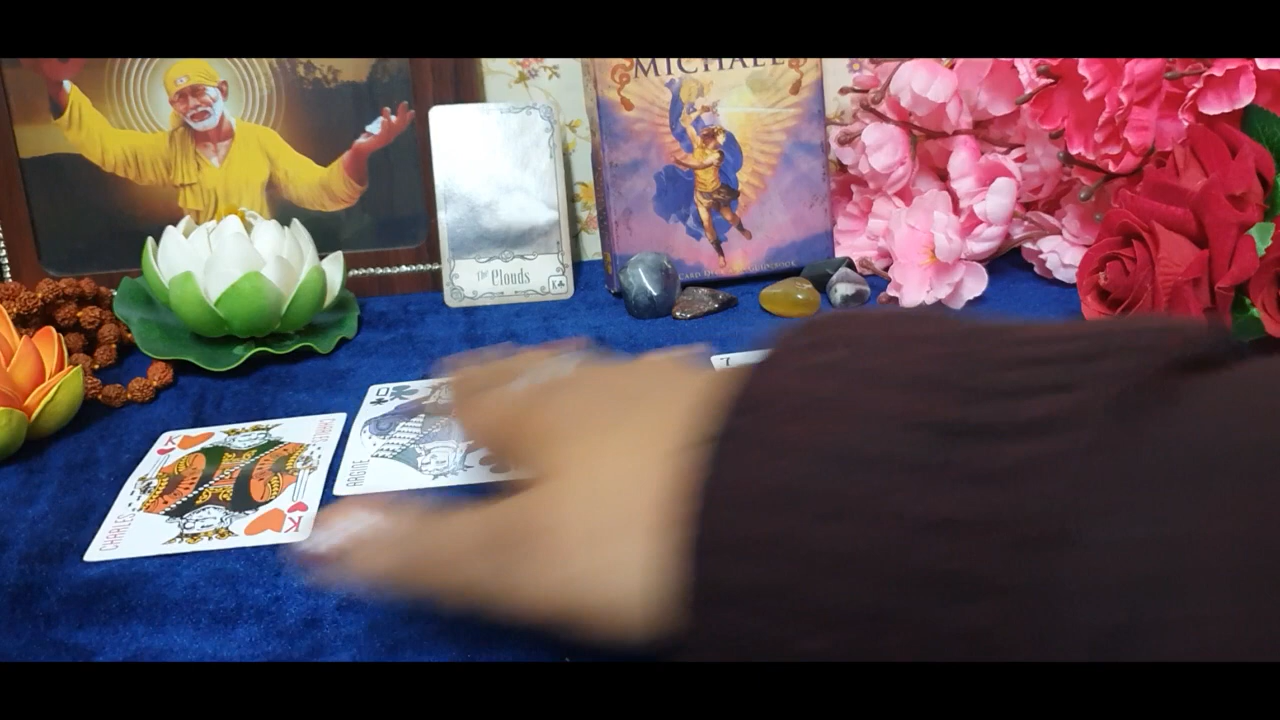 MICHAEL
The Clouds
K♣
CARD DECK AND GUIDEBOOK
K
CHARLES
CHARLES
K
ARGINE